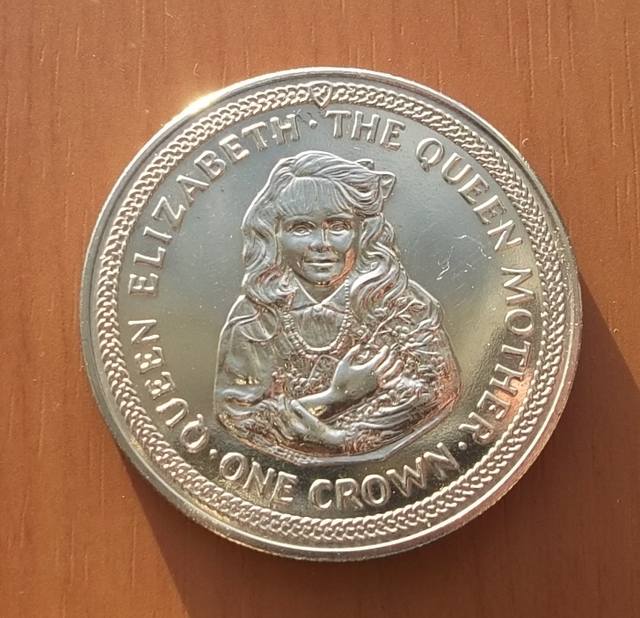 QUEEN ELIZABETH · THE QUEEN MOTHER ·
ONE CROWN ·